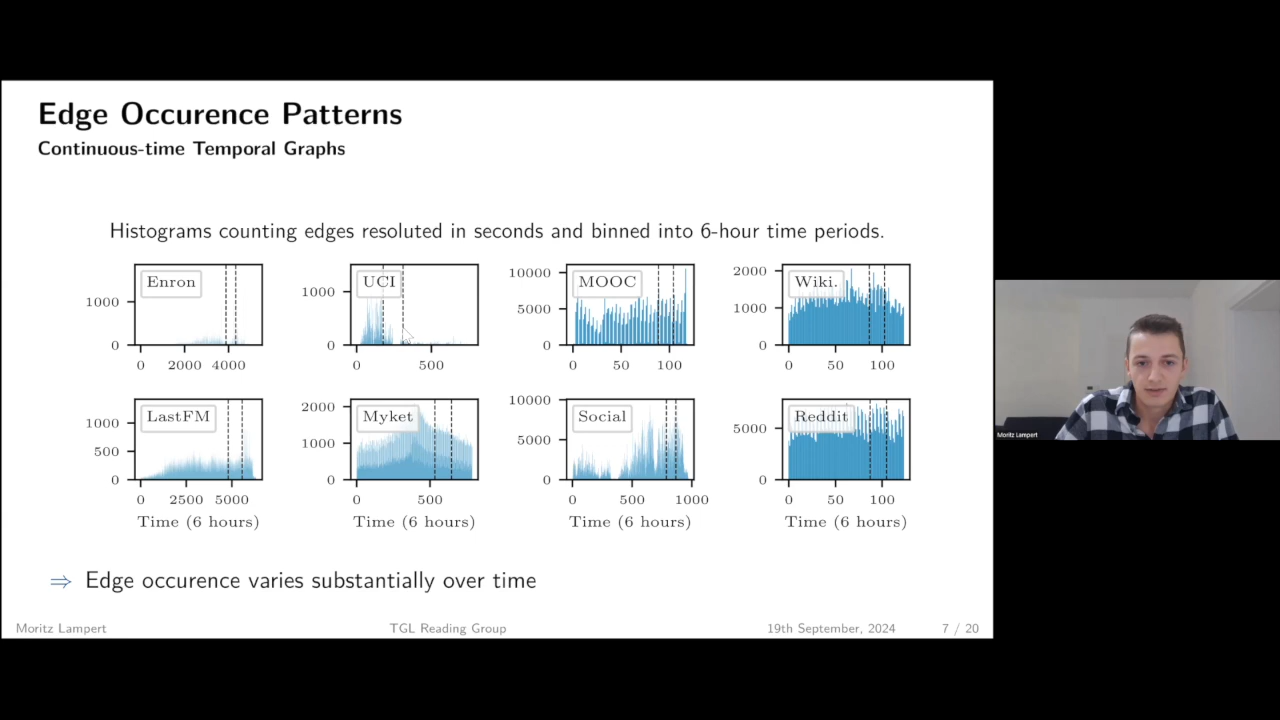 Edge Occurence Patterns
Continuous-time Temporal Graphs
Histograms counting edges resoluted in seconds and binned into 6-hour time periods.
Enron
1000
0
0 2000 4000
UCI
1000
0
0 500
MOOC
10000
5000
0
0 50 100
Wiki.
2000
1000
0
0 50 100
LastFM
1000
500
0
0 2500 5000
Time (6 hours)
Myket
2000
1000
0
500
Time (6 hours)
Social
10000
5000
0
0 500 1000
Time (6 hours)
Reddit
5000
0
0 50 100
Time (6 hours)
⇒ Edge occurence varies substantially over time
Moritz Lampert TGL Reading Group 19th September, 2024 7 / 20
Moritz Lampert